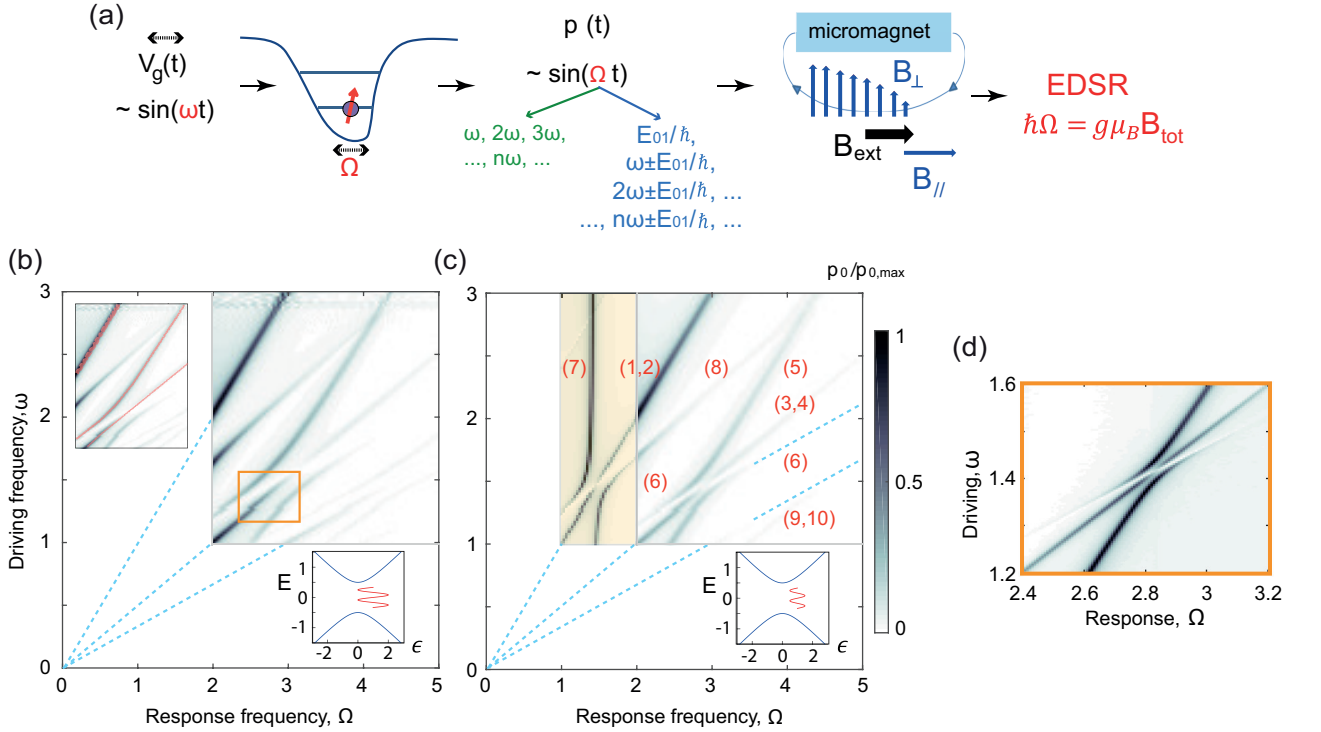 (a)
V_g(t)
~ sin(ωt)
Ω
p (t)
~ sin(Ω t)
ω, 2ω, 3ω,
..., nω, ...
E₀₁/ℏ,
ω±E₀₁/ℏ,
2ω±E₀₁/ℏ, ...
..., nω±E₀₁/ℏ, ...
micromagnet
B⊥
B_ext
B_//
EDSR
ℏΩ = gμ_B B_tot
(b)
Driving frequency, ω
3
2
1
0
0 1 2 3 4 5
Response frequency, Ω
E
1
0
-1
-2 0 2 ϵ
(c)
p₀/p₀,max
3
2
1
0
(7) (1,2) (8) (5)
(3,4)
(6) (6)
(9,10)
0 1 2 3 4 5
Response frequency, Ω
E
1
0
-1
-2 0 2 ϵ
1
0.5
0
(d)
Driving, ω
1.6
1.4
1.2
2.4 2.6 2.8 3 3.2
Response, Ω